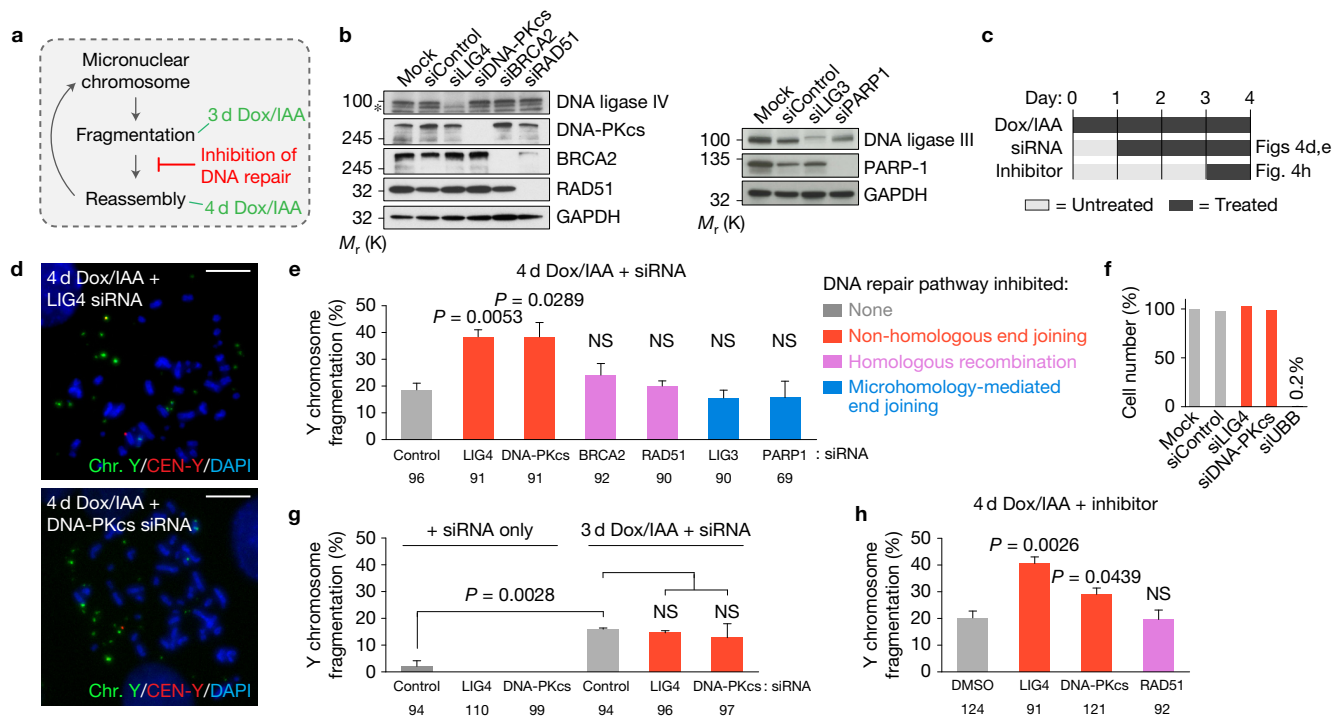 a
Micronuclear
chromosome
Fragmentation
3 d Dox/IAA
Inhibition of
DNA repair
Reassembly
4 d Dox/IAA
b
Mock
siControl
siLIG4
siDNA-PKcs
siBRCA2
siRAD51
100
*
DNA ligase IV
245
DNA-PKcs
245
BRCA2
32
RAD51
32
GAPDH
Mr (K)
Mock
siControl
siLIG3
siPARP1
100
DNA ligase III
135
PARP-1
32
GAPDH
Mr (K)
c
Day: 0 1 2 3 4
Dox/IAA
siRNA
Figs 4d,e
Inhibitor
Fig. 4h
= Untreated
= Treated
d
4 d Dox/IAA +
LIG4 siRNA
Chr. Y/CEN-Y/DAPI
4 d Dox/IAA +
DNA-PKcs siRNA
Chr. Y/CEN-Y/DAPI
e
4 d Dox/IAA + siRNA
Y chromosome
fragmentation (%)
50
40
30
20
10
0
P = 0.0053
P = 0.0289
NS NS NS NS
Control LIG4 DNA-PKcs BRCA2 RAD51 LIG3 PARP1 : siRNA
96 91 91 92 90 90 69
DNA repair pathway inhibited:
None
Non-homologous end joining
Homologous recombination
Microhomology-mediated
end joining
f
Cell number (%)
100
50
0
0.2%
Mock
siControl
siLIG4
siDNA-PKcs
siUBB
g
+ siRNA only
3 d Dox/IAA + siRNA
Y chromosome
fragmentation (%)
50
40
30
20
10
0
P = 0.0028
NS NS
Control LIG4 DNA-PKcs Control LIG4 DNA-PKcs : siRNA
94 110 99 94 96 97
h
4 d Dox/IAA + inhibitor
Y chromosome
fragmentation (%)
50
40
30
20
10
0
P = 0.0026
P = 0.0439
NS
DMSO LIG4 DNA-PKcs RAD51
124 91 121 92